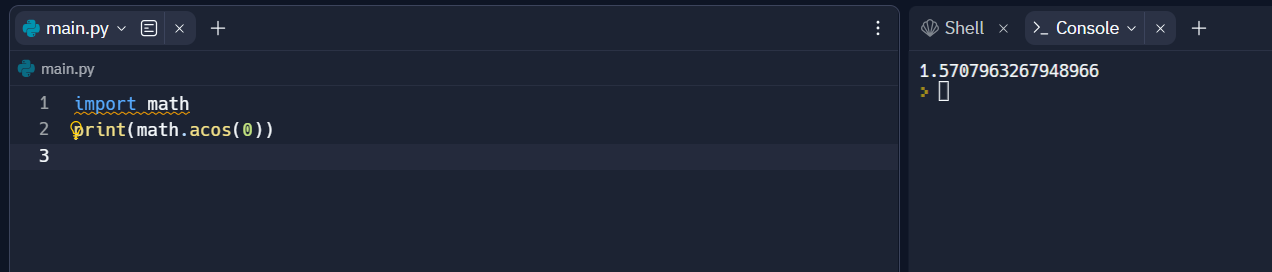 main.py
Shell
Console
main.py
1 import math
2 print(math.acos(0))
3
1.5707963267948966